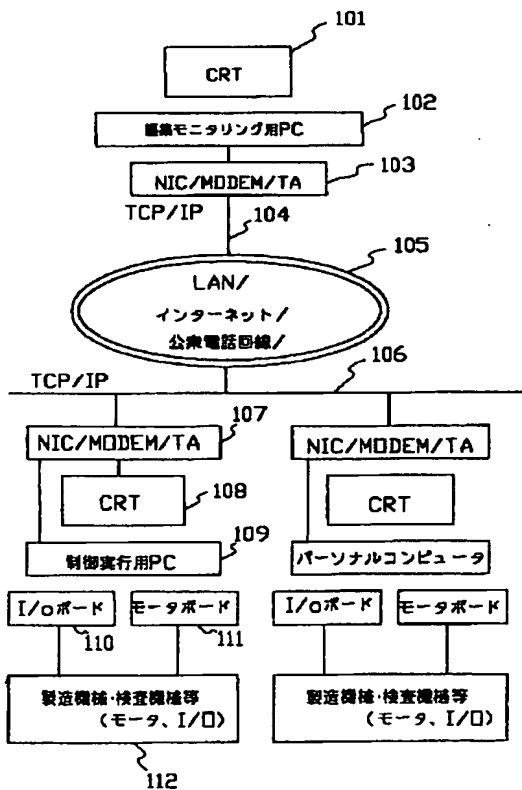 101
CRT
102
編集モニタリング用PC
103
NIC/MODEM/TA
TCP/IP
104
105
LAN/
インターネット/
公衆電話回線/
106
TCP/IP
107
NIC/MODEM/TA
NIC/MODEM/TA
CRT
108
CRT
109
制御実行用PC
パーソナルコンピュータ
I/Oボード
モータボード
I/Oボード
モータボード
110
111
製造機械・検査機械等
(モータ、I/O)
製造機械・検査機械等
(モータ、I/O)
112